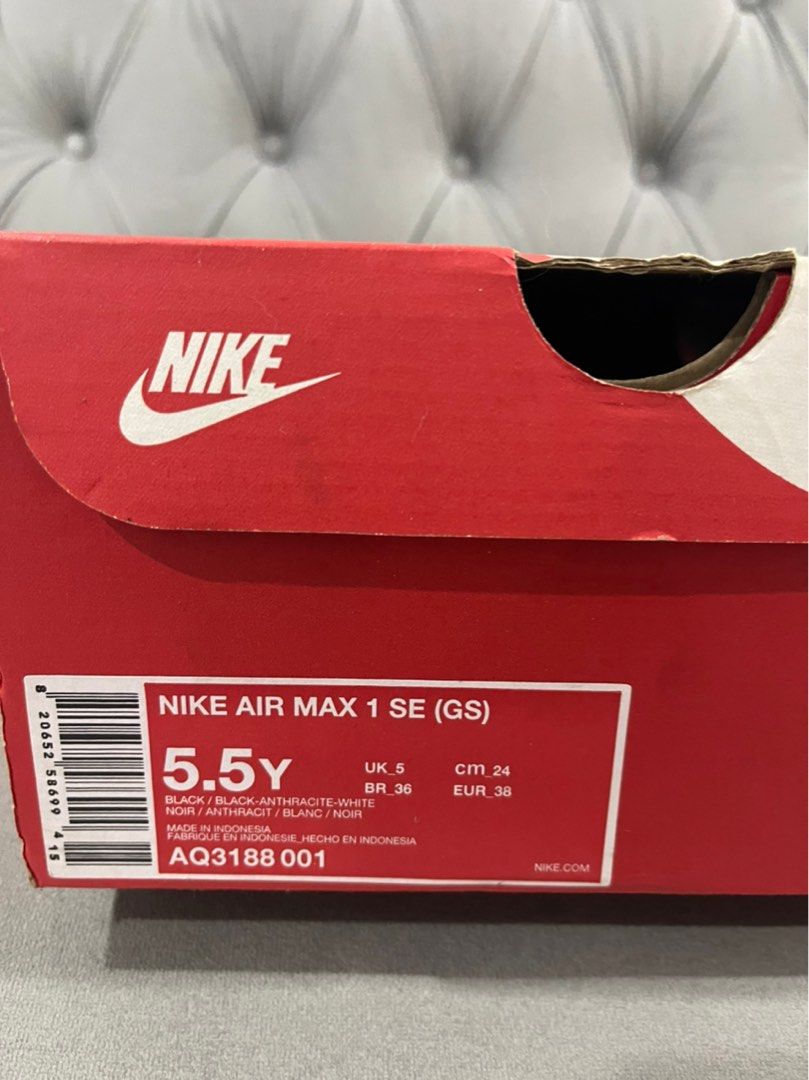 NIKE
NIKE AIR MAX 1 SE (GS)
5.5Y
UK_5 cm_24
BR_36 EUR_38
BLACK / BLACK-ANTHRACITE-WHITE
NOIR / ANTHRACIT / BLANC / NOIR
MADE IN INDONESIA
FABRIQUE EN INDONESIE_HECHO EN INDONESIA
AQ3188 001
NIKE.COM
8 20652 58699 4 15